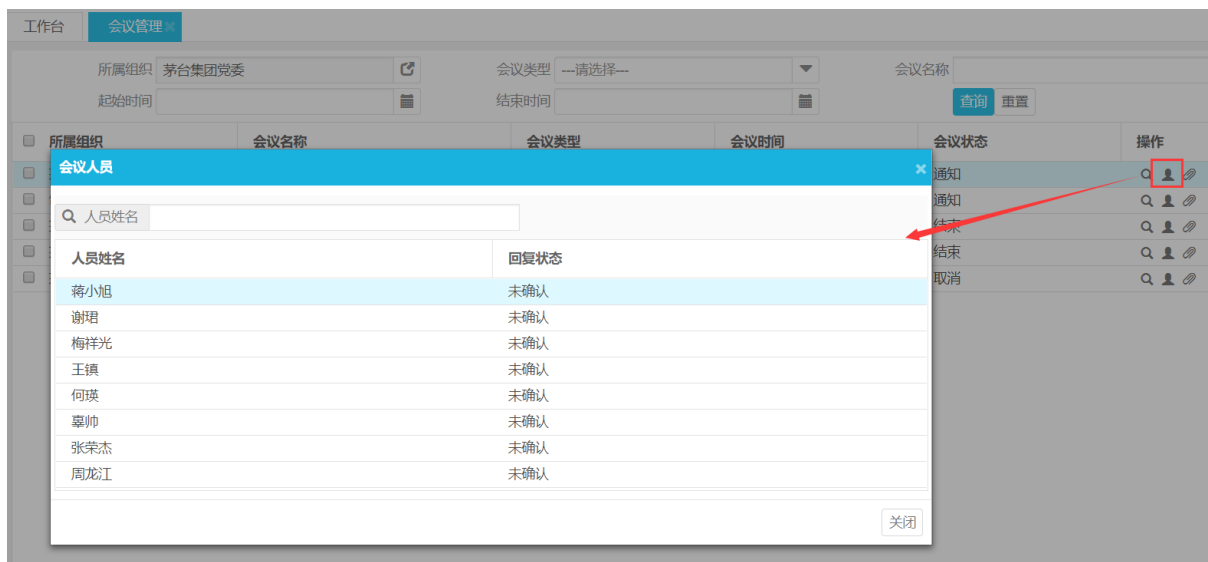 工作台 会议管理
所属组织 茅台集团党委 会议类型 ---请选择--- 会议名称
起始时间 结束时间 查询 重置
所属组织 会议名称 会议类型 会议时间 会议状态 操作
会议人员
通知
通知
人员姓名
结束
人员姓名 回复状态
结束
取消
蒋小旭 未确认
谢珺 未确认
梅祥光 未确认
王镇 未确认
何瑛 未确认
辜帅 未确认
张荣杰 未确认
周龙江 未确认
关闭